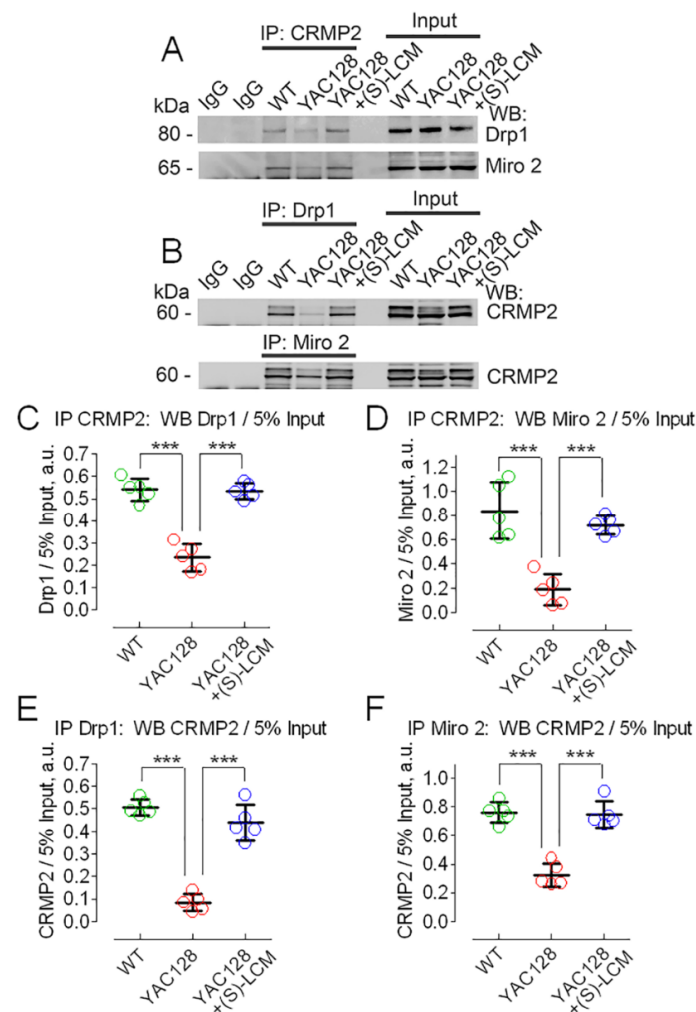 A
IP: CRMP2
Input
IgG
IgG
WT
YAC128
YAC128
+(S)-LCM
WT
YAC128
YAC128
+(S)-LCM
kDa
WB:
80 -
Drp1
65 -
Miro 2
B
IP: Drp1
Input
IgG
IgG
WT
YAC128
YAC128
+(S)-LCM
WT
YAC128
YAC128
+(S)-LCM
kDa
WB:
60 -
CRMP2
IP: Miro 2
60 -
CRMP2
C
IP CRMP2: WB Drp1 / 5% Input
Drp1 / 5% Input, a.u.
0.7
0.6
0.5
0.4
0.3
0.2
0.1
0.0
***
***
WT
YAC128
YAC128
+(S)-LCM
D
IP CRMP2: WB Miro 2 / 5% Input
Miro 2 / 5% Input, a.u.
1.2
1.0
0.8
0.6
0.4
0.2
0.0
***
***
WT
YAC128
YAC128
+(S)-LCM
E
IP Drp1: WB CRMP2 / 5% Input
CRMP2 / 5% Input, a.u.
0.7
0.6
0.5
0.4
0.3
0.2
0.1
0.0
***
***
WT
YAC128
YAC128
+(S)-LCM
F
IP Miro 2: WB CRMP2 / 5% Input
CRMP2 / 5% Input, a.u.
1.0
0.8
0.6
0.4
0.2
0.0
***
***
WT
YAC128
YAC128
+(S)-LCM